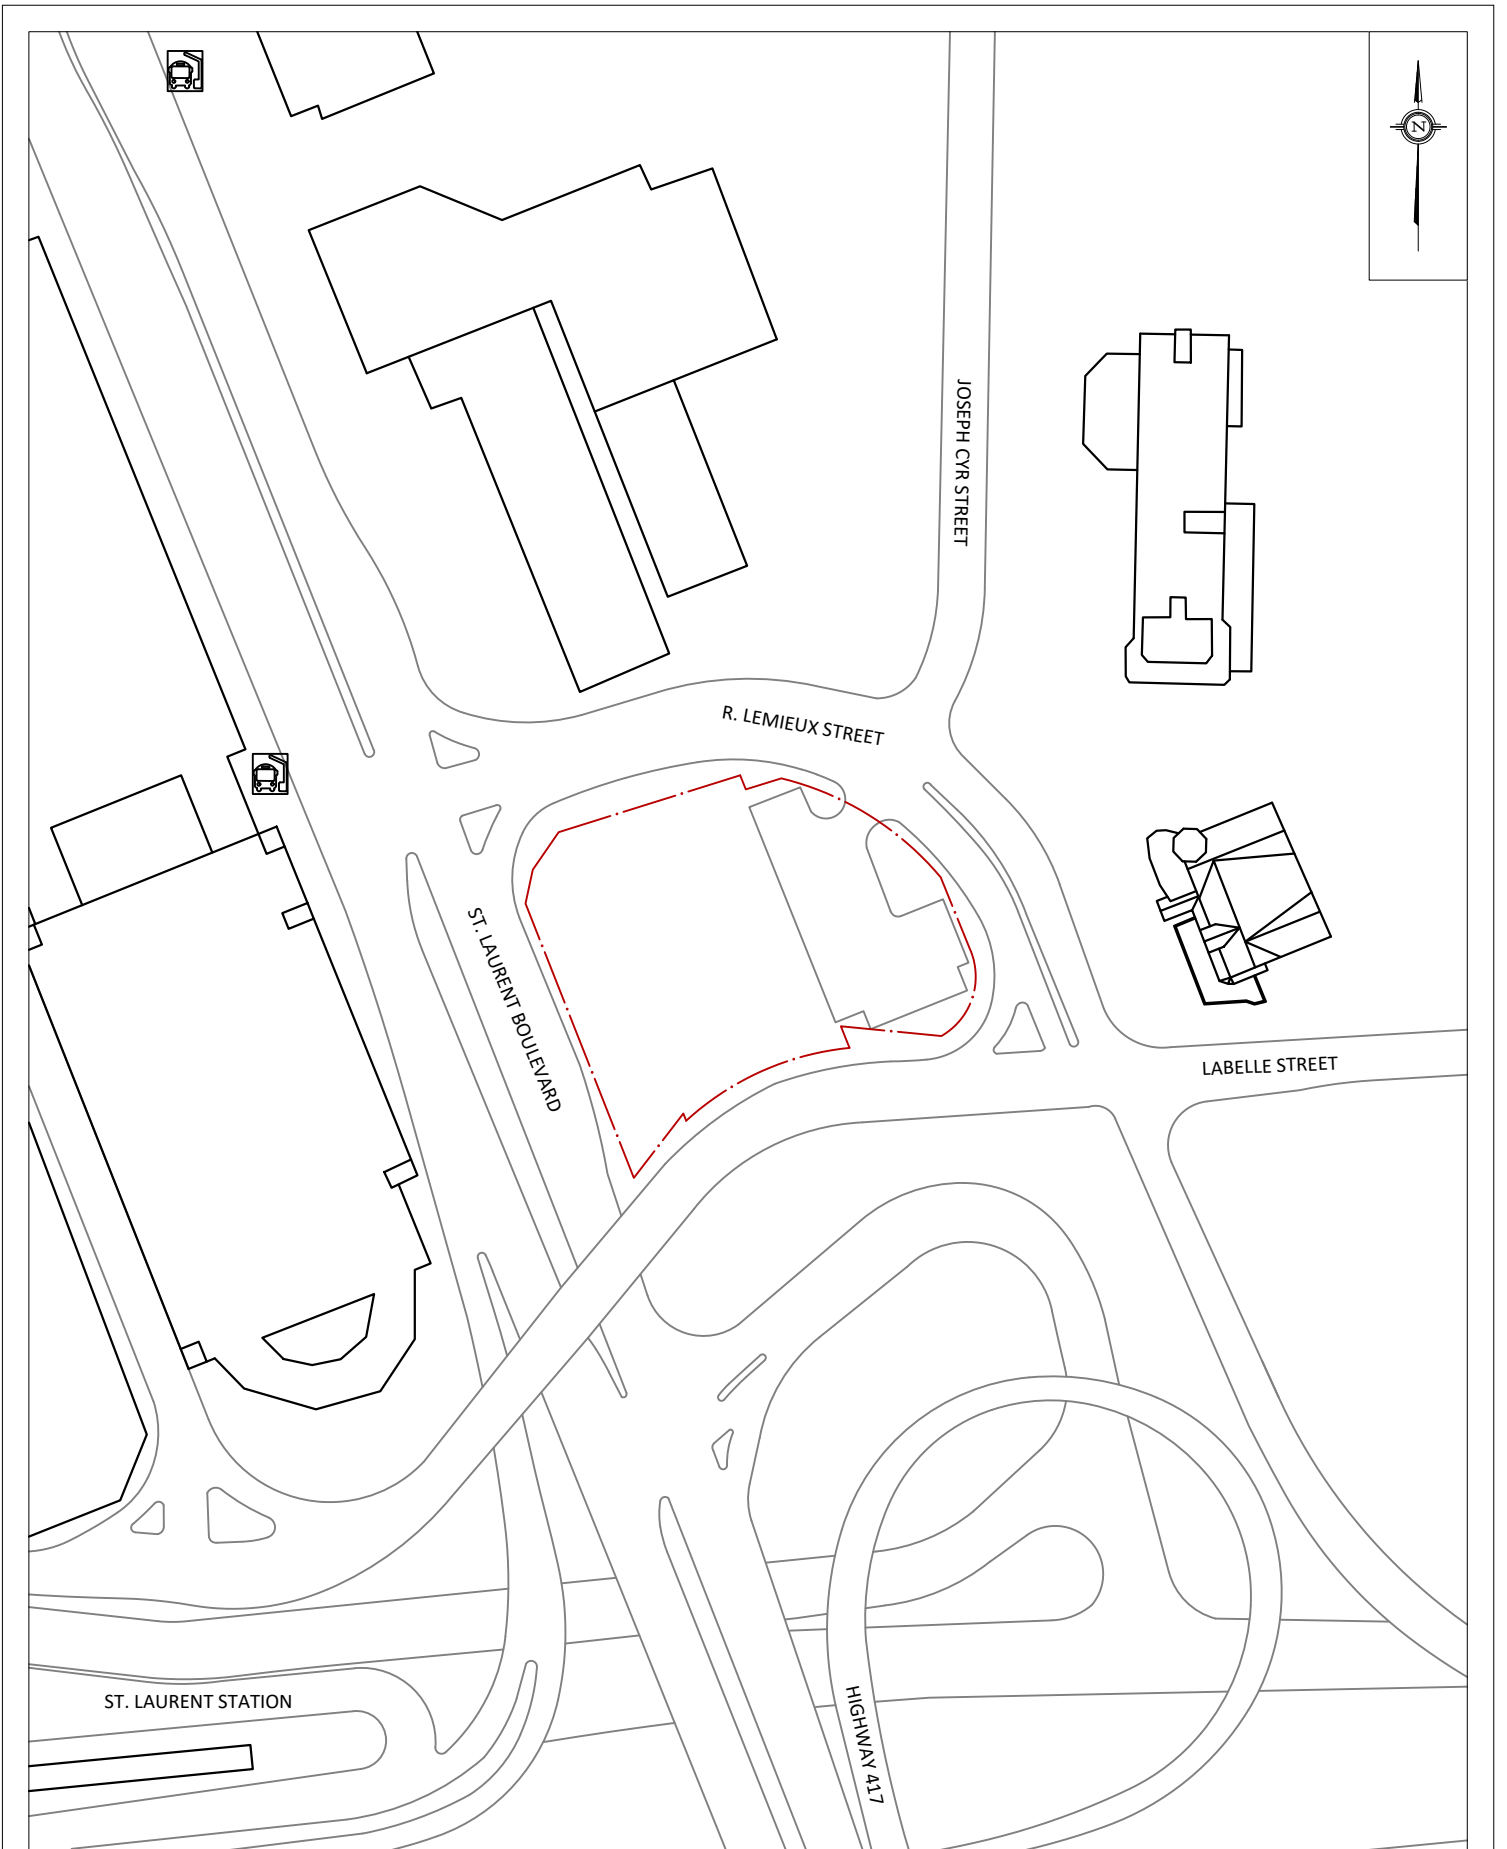 N
JOSEPH CYR STREET
R. LEMIEUX STREET
ST. LAURENT BOULEVARD
LABELLE STREET
ST. LAURENT STATION
HIGHWAY 417